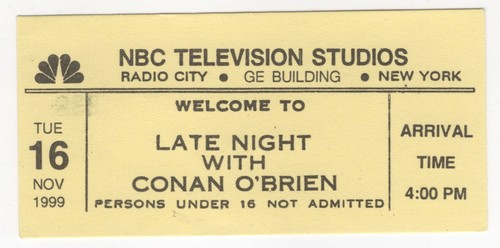 NBC TELEVISION STUDIOS
RADIO CITY • GE BUILDING • NEW YORK
TUE
16
NOV
1999
WELCOME TO
LATE NIGHT
WITH
CONAN O'BRIEN
PERSONS UNDER 16 NOT ADMITTED
ARRIVAL
TIME
4:00 PM